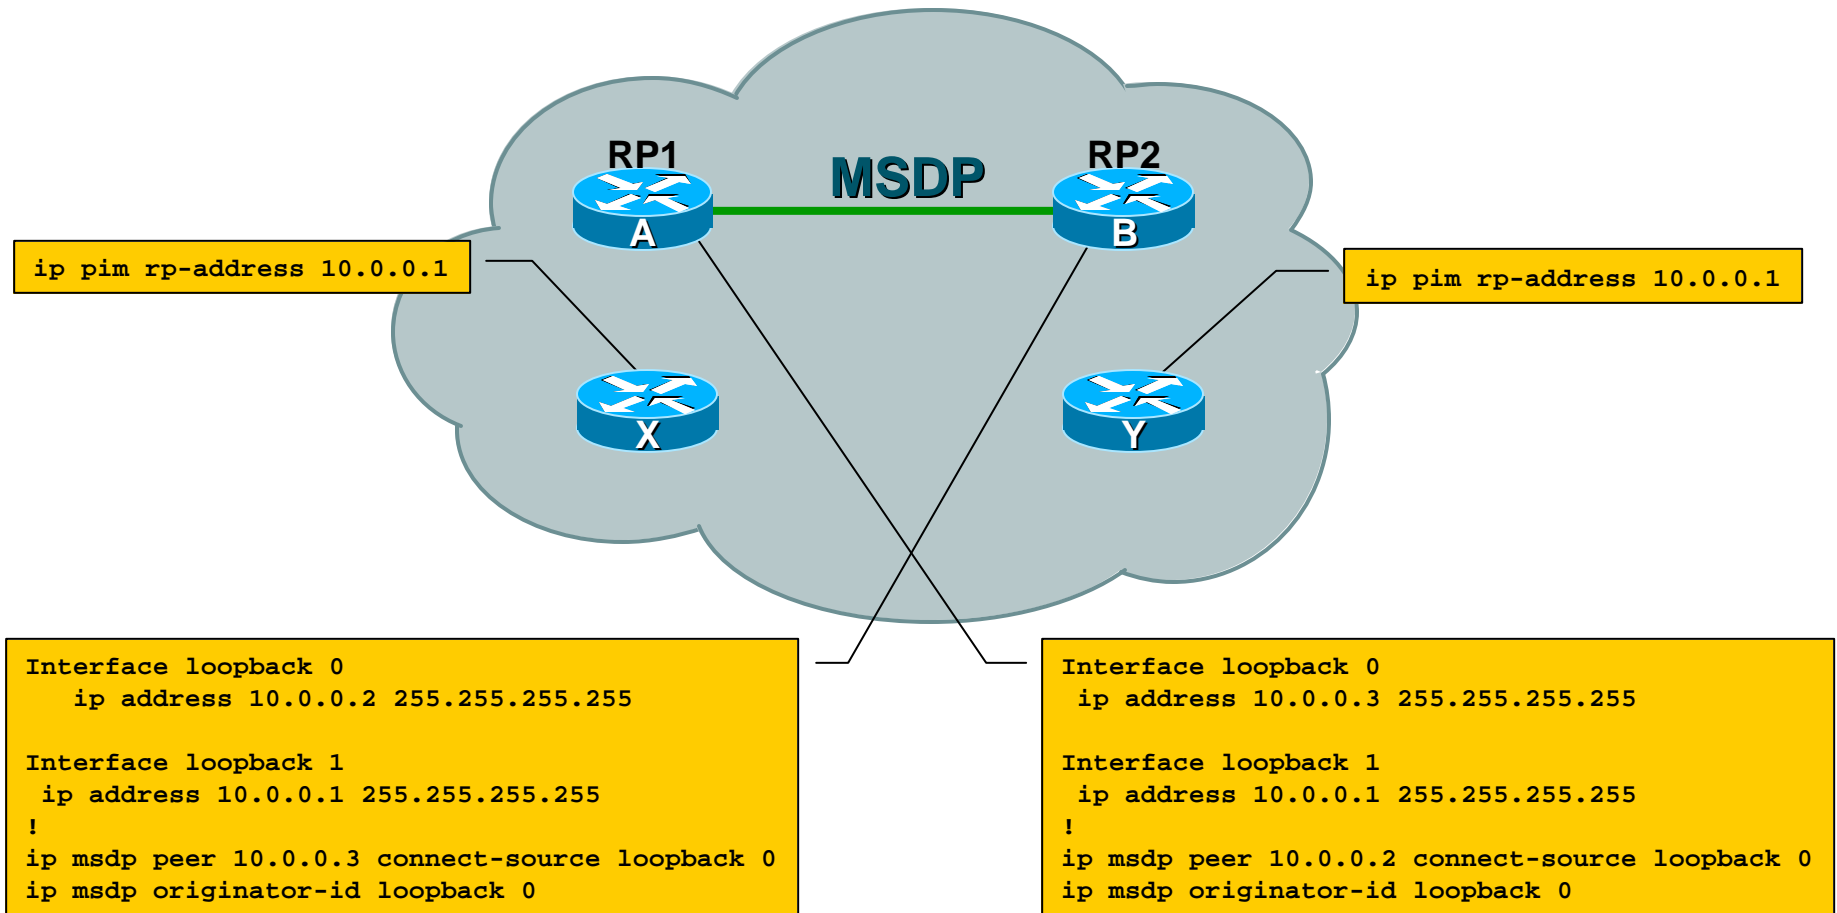 RP1
MSDP
RP2
A
B
ip pim rp-address 10.0.0.1
ip pim rp-address 10.0.0.1
X
Y
Interface loopback 0
ip address 10.0.0.2 255.255.255.255
Interface loopback 1
ip address 10.0.0.1 255.255.255.255
!
ip msdp peer 10.0.0.3 connect-source loopback 0
ip msdp originator-id loopback 0
Interface loopback 0
ip address 10.0.0.3 255.255.255.255
Interface loopback 1
ip address 10.0.0.1 255.255.255.255
!
ip msdp peer 10.0.0.2 connect-source loopback 0
ip msdp originator-id loopback 0